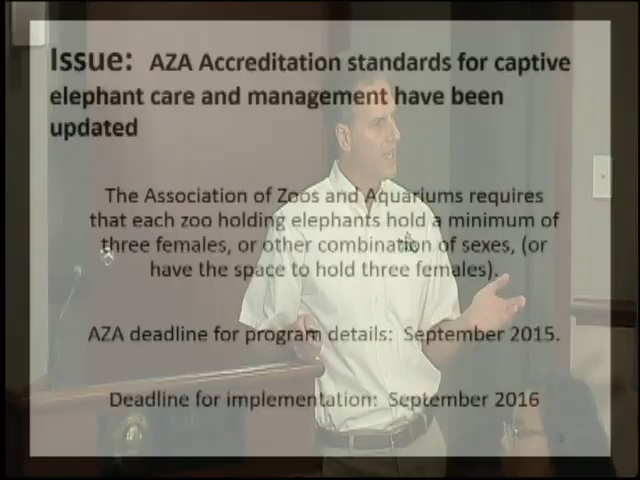 Issue: AZA Accreditation standards for captive
elephant care and management have been
updated
The Association of Zoos and Aquariums requires
that each zoo holding elephants hold a minimum of
three females, or other combination of sexes, (or
have the space to hold three females).
AZA deadline for program details: September 2015.
Deadline for implementation: September 2016